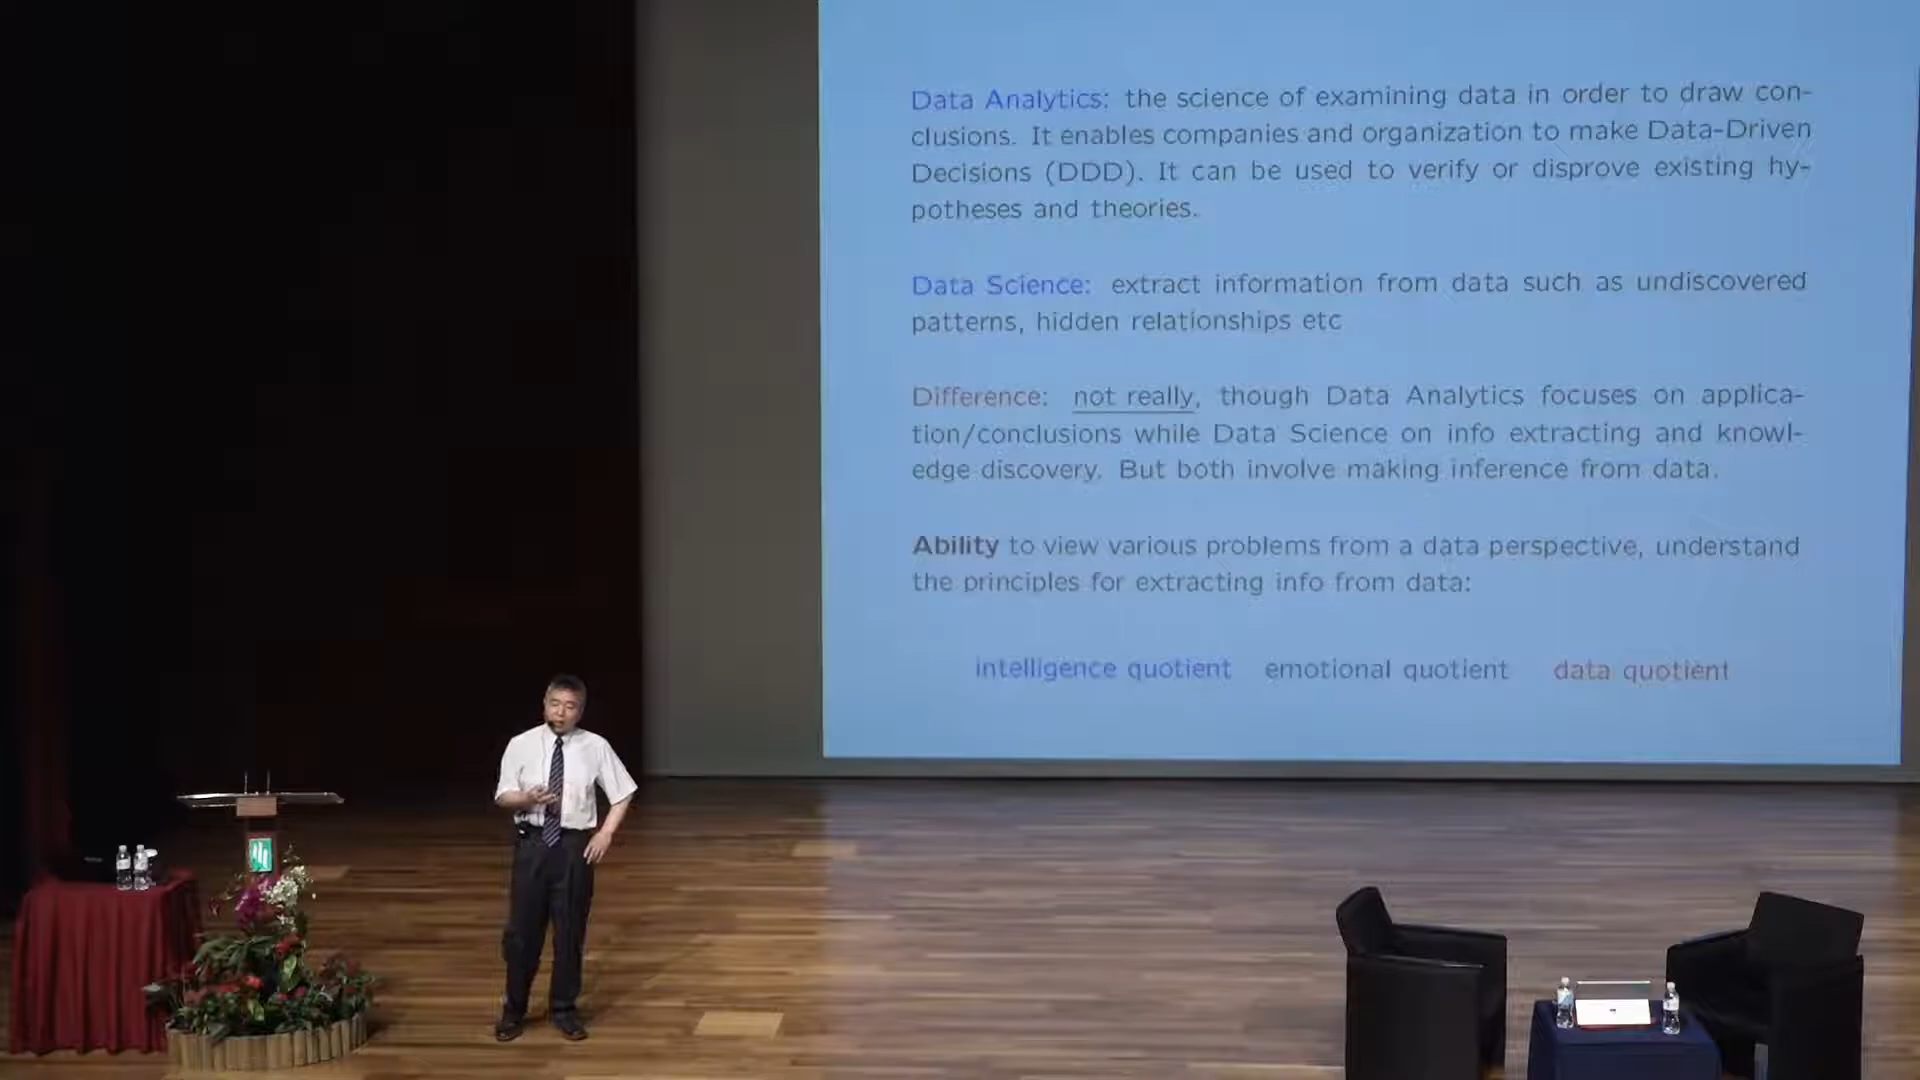 Data Analytics: the science of examining data in order to draw con-
clusions. It enables companies and organization to make Data-Driven
Decisions (DDD). It can be used to verify or disprove existing hy-
potheses and theories.
Data Science: extract information from data such as undiscovered
patterns, hidden relationships etc
Difference: not really, though Data Analytics focuses on applica-
tion/conclusions while Data Science on info extracting and knowl-
edge discovery. But both involve making inference from data.
Ability to view various problems from a data perspective, understand
the principles for extracting info from data:
intelligence quotient emotional quotient data quotient